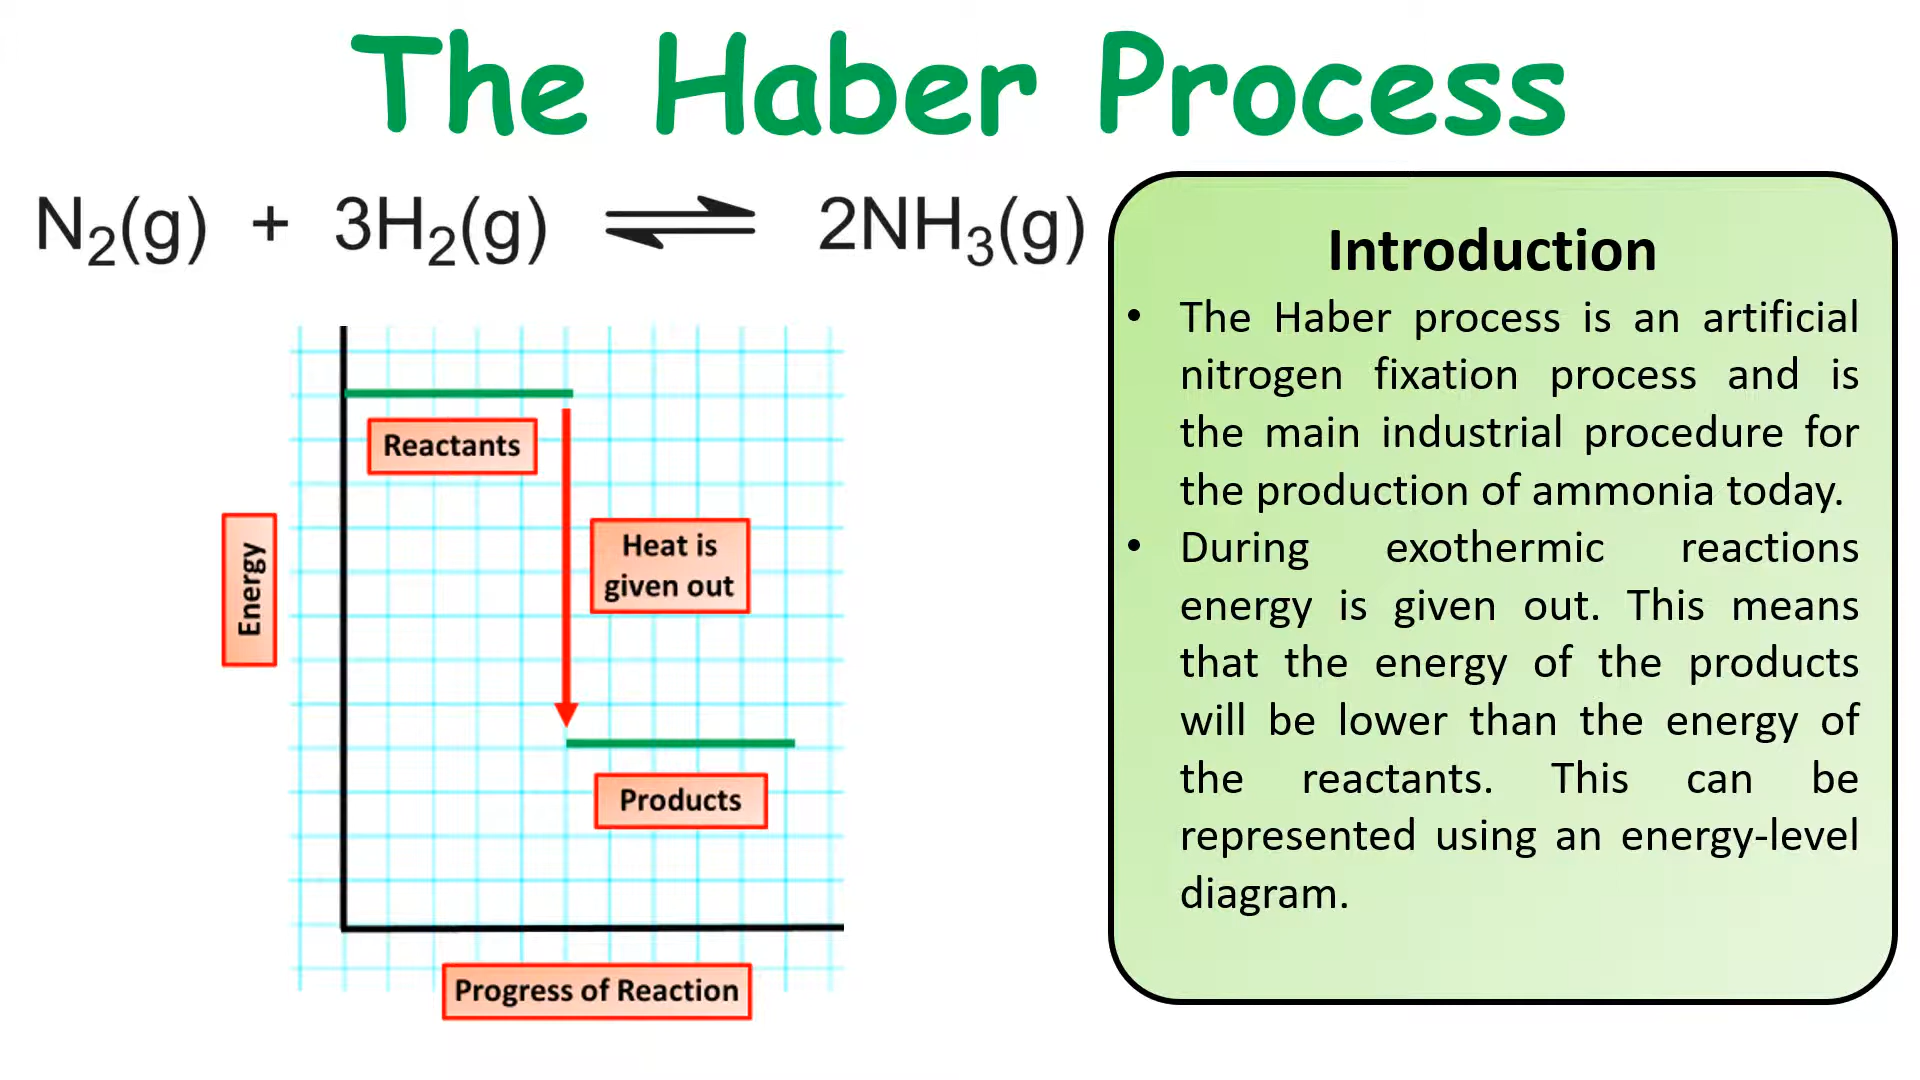 The Haber Process
N₂(g) + 3H₂(g) ⇌ 2NH₃(g)
Reactants
Heat is
given out
Energy
Products
Progress of Reaction
Introduction
• The Haber process is an artificial
nitrogen fixation process and is
the main industrial procedure for
the production of ammonia today.
• During exothermic reactions
energy is given out. This means
that the energy of the products
will be lower than the energy of
the reactants. This can be
represented using an energy-level
diagram.